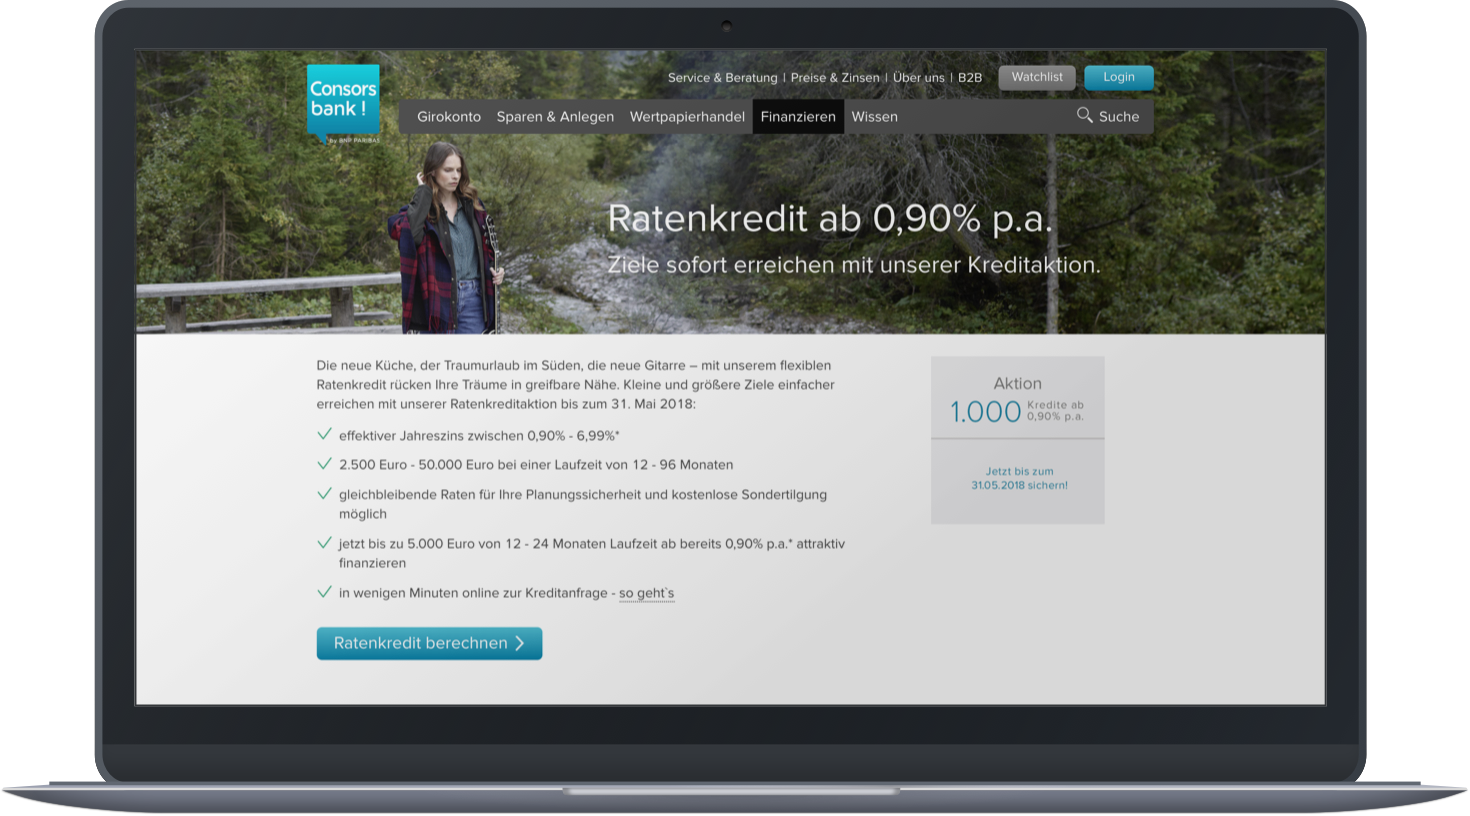 Consors
bank !
by BNP PARIBAS
Service & Beratung | Preise & Zinsen | Über uns | B2B
Watchlist
Login
Girokonto
Sparen & Anlegen
Wertpapierhandel
Finanzieren
Wissen
Suche
Ratenkredit ab 0,90% p.a.
Ziele sofort erreichen mit unserer Kreditaktion.
Die neue Küche, der Traumurlaub im Süden, die neue Gitarre – mit unserem flexiblen
Ratenkredit rücken Ihre Träume in greifbare Nähe. Kleine und größere Ziele einfacher
erreichen mit unserer Ratenkreditaktion bis zum 31. Mai 2018:
effektiver Jahreszins zwischen 0,90% - 6,99%*
2.500 Euro - 50.000 Euro bei einer Laufzeit von 12 - 96 Monaten
gleichbleibende Raten für Ihre Planungssicherheit und kostenlose Sondertilgung
möglich
jetzt bis zu 5.000 Euro von 12 - 24 Monaten Laufzeit ab bereits 0,90% p.a.* attraktiv
finanzieren
in wenigen Minuten online zur Kreditanfrage - so geht`s
Ratenkredit berechnen
Aktion
1.000 Kredite ab
0,90% p.a.
Jetzt bis zum
31.05.2018 sichern!